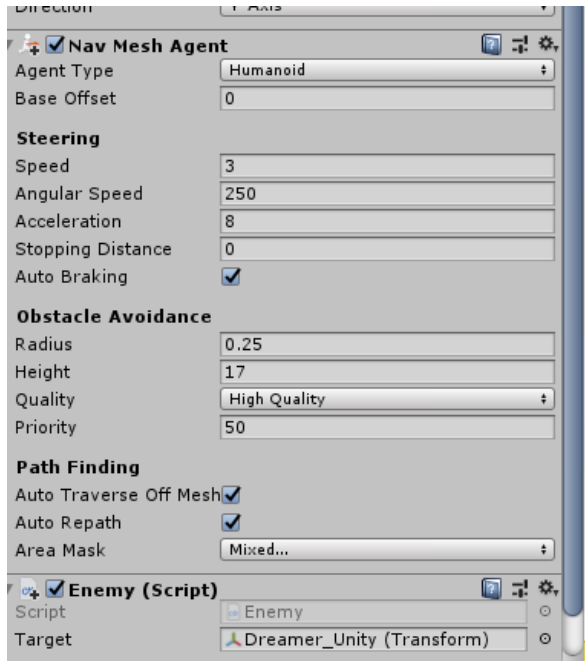 Direction Y Axis
Nav Mesh Agent
Agent Type Humanoid
Base Offset 0
Steering
Speed 3
Angular Speed 250
Acceleration 8
Stopping Distance 0
Auto Braking
Obstacle Avoidance
Radius 0.25
Height 17
Quality High Quality
Priority 50
Path Finding
Auto Traverse Off Mesh
Auto Repath
Area Mask Mixed...
Enemy (Script)
Script Enemy
Target Dreamer_Unity (Transform)